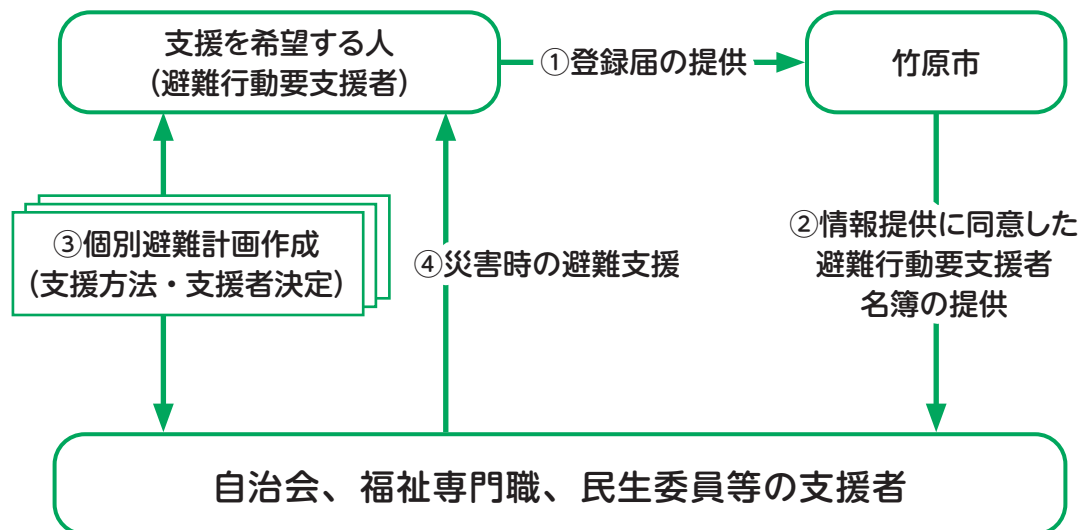 支援を希望する人
(避難行動要支援者)
①登録届の提供
竹原市
②情報提供に同意した
避難行動要支援者
名簿の提供
③個別避難計画作成
(支援方法・支援者決定)
④災害時の避難支援
自治会、福祉専門職、民生委員等の支援者